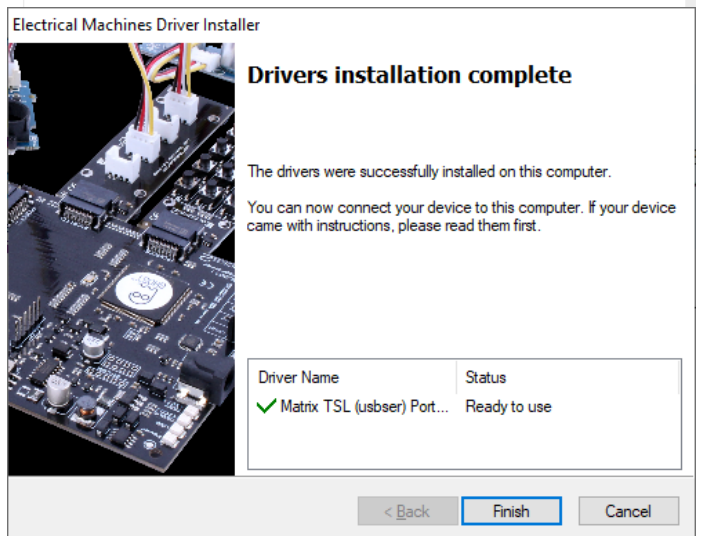 Electrical Machines Driver Installer
Drivers installation complete
The drivers were successfully installed on this computer.
You can now connect your device to this computer. If your device
came with instructions, please read them first.
Driver Name Status
Matrix TSL (usbser) Port... Ready to use
GHOST
< Back Finish Cancel